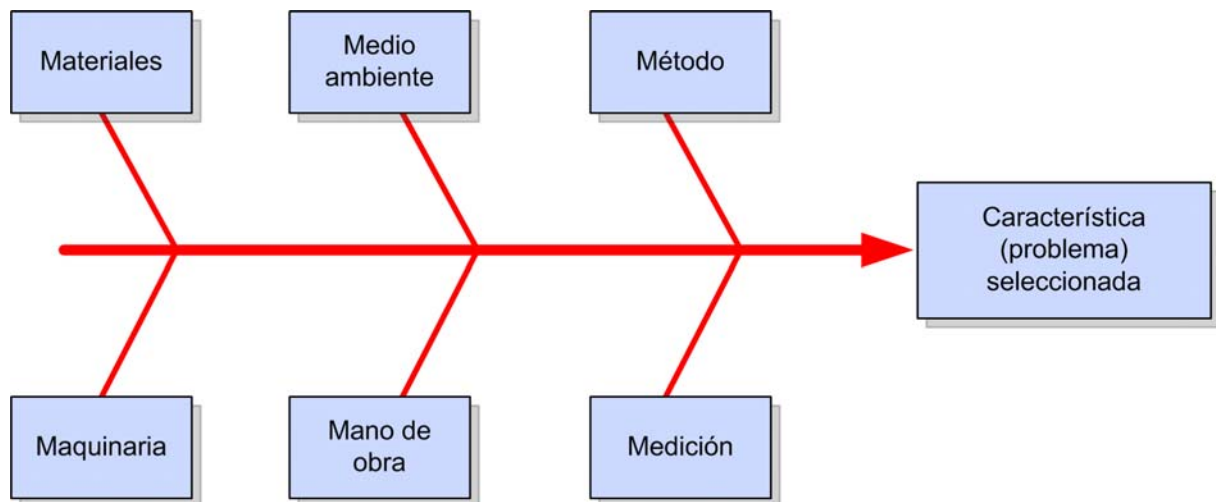 Materiales
Medio
ambiente
Método
Característica
(problema)
seleccionada
Maquinaria
Mano de
obra
Medición